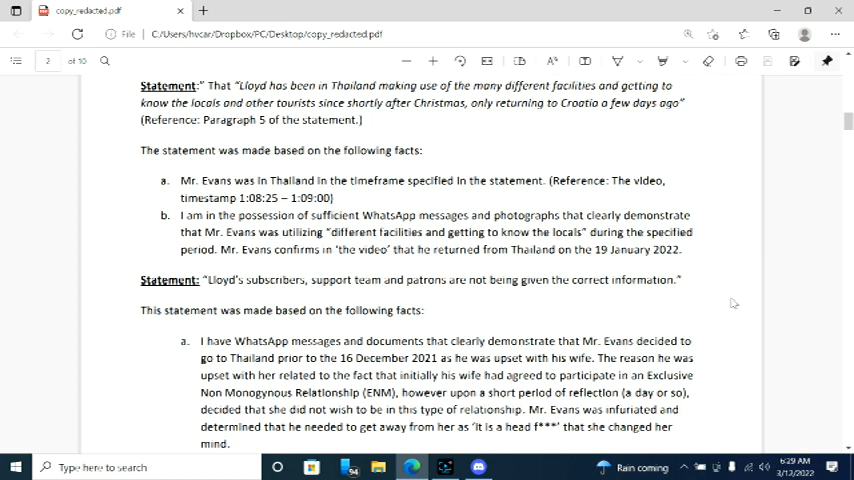 copy_redacted.pdf
File C:/Users/hvcar/Dropbox/PC/Desktop/copy_redacted.pdf
2 of 10
Statement:" That "Lloyd has been in Thailand making use of the many different facilities and getting to
know the locals and other tourists since shortly after Christmas, only returning to Croatia a few days ago"
(Reference: Paragraph 5 of the statement.]
The statement was made based on the following facts:
a. Mr. Evans was in Thailand in the timeframe specified in the statement. (Reference: The video,
timestamp 1:08:25 – 1:09:00)
b. I am in the possession of sufficient WhatsApp messages and photographs that clearly demonstrate
that Mr. Evans was utilizing "different facilities and getting to know the locals" during the specified
period. Mr. Evans confirms in 'the video' that he returned from Thailand on the 19 January 2022.
Statement: "Lloyd's subscribers, support team and patrons are not being given the correct information."
This statement was made based on the following facts:
a. I have WhatsApp messages and documents that clearly demonstrate that Mr. Evans decided to
go to Thailand prior to the 16 December 2021 as he was upset with his wife. The reason he was
upset with her related to the fact that initially his wife had agreed to participate in an Exclusive
Non Monogynous Relationship (ENM), however upon a short period of reflection (a day or so),
decided that she did not wish to be in this type of relationship. Mr. Evans was infuriated and
determined that he needed to get away from her as 'it is a head f***' that she changed her
mind.
Type here to search
94
Rain coming
6:29 AM
3/12/2022